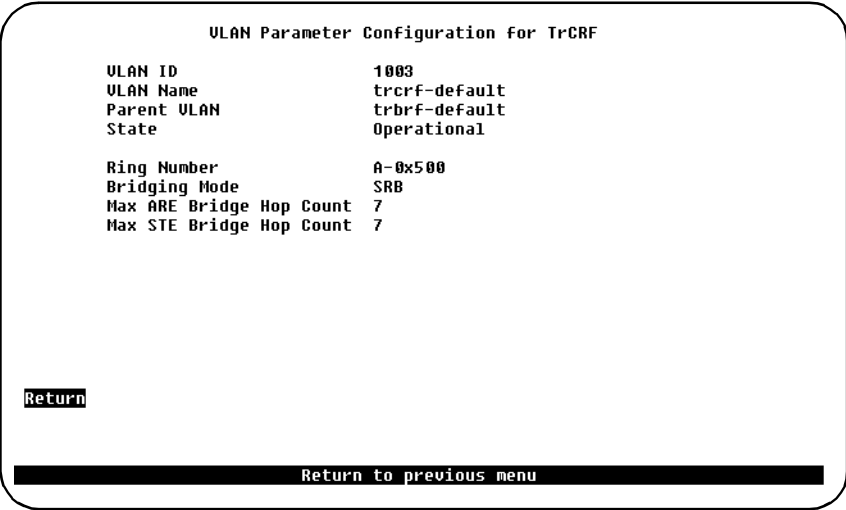 VLAN Parameter Configuration for TrCRF
VLAN ID 1003
VLAN Name trcrf-default
Parent VLAN trbrf-default
State Operational
Ring Number A-0x500
Bridging Mode SRB
Max ARE Bridge Hop Count 7
Max STE Bridge Hop Count 7
Return
Return to previous menu